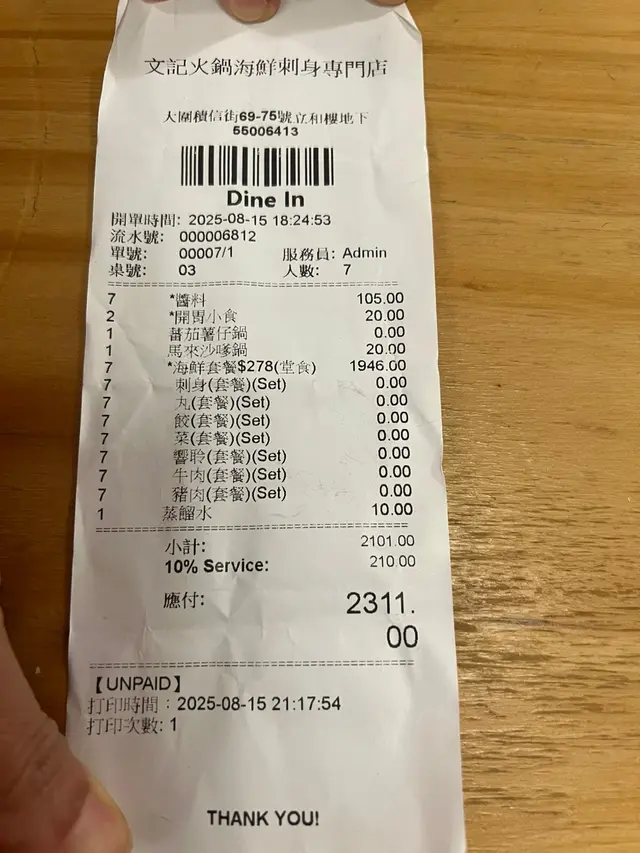 文記火鍋海鮮刺身專門店
大圍積信街69-75號立和樓地下
55006413
Dine In
開單時間: 2025-08-15 18:24:53
流水號: 000006812
單號: 00007/1 服務員: Admin
桌號: 03 人數: 7
7 *醬料 105.00
2 *開胃小食 20.00
1 蕃茄薯仔鍋 0.00
1 馬來沙嗲鍋 20.00
7 *海鮮套餐$278(堂食) 1946.00
7 刺身(套餐)(Set) 0.00
7 丸(套餐)(Set) 0.00
7 餃(套餐)(Set) 0.00
7 菜(套餐)(Set) 0.00
7 響聆(套餐)(Set) 0.00
7 牛肉(套餐)(Set) 0.00
7 豬肉(套餐)(Set) 0.00
1 蒸餾水 10.00
小計: 2101.00
10% Service: 210.00
應付: 2311.
00
【UNPAID】
打印時間：2025-08-15 21:17:54
打印次數: 1
THANK YOU!